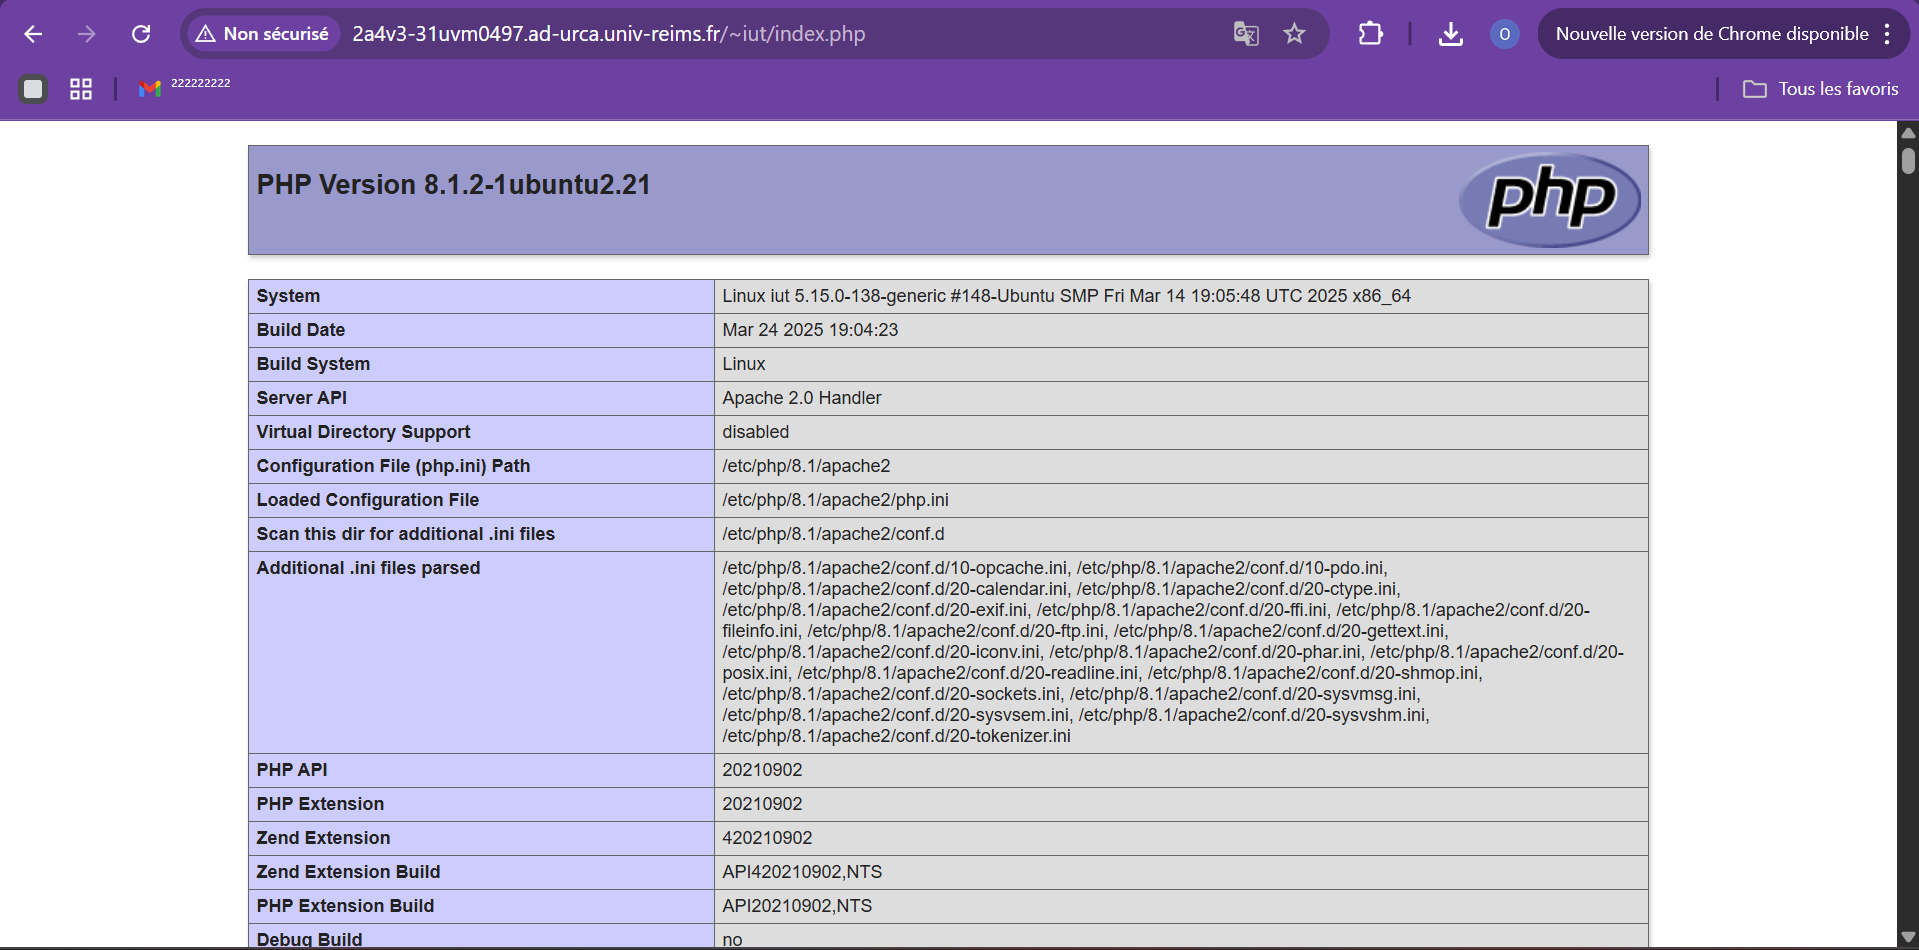 Non sécurisé 2a4v3-31uvm0497.ad-urca.univ-reims.fr/~iut/index.php O Nouvelle version de Chrome disponible
222222222 Tous les favoris
PHP Version 8.1.2-1ubuntu2.21
php
System Linux iut 5.15.0-138-generic #148-Ubuntu SMP Fri Mar 14 19:05:48 UTC 2025 x86_64
Build Date Mar 24 2025 19:04:23
Build System Linux
Server API Apache 2.0 Handler
Virtual Directory Support disabled
Configuration File (php.ini) Path /etc/php/8.1/apache2
Loaded Configuration File /etc/php/8.1/apache2/php.ini
Scan this dir for additional .ini files /etc/php/8.1/apache2/conf.d
Additional .ini files parsed /etc/php/8.1/apache2/conf.d/10-opcache.ini, /etc/php/8.1/apache2/conf.d/10-pdo.ini,
/etc/php/8.1/apache2/conf.d/20-calendar.ini, /etc/php/8.1/apache2/conf.d/20-ctype.ini,
/etc/php/8.1/apache2/conf.d/20-exif.ini, /etc/php/8.1/apache2/conf.d/20-ffi.ini, /etc/php/8.1/apache2/conf.d/20-
fileinfo.ini, /etc/php/8.1/apache2/conf.d/20-ftp.ini, /etc/php/8.1/apache2/conf.d/20-gettext.ini,
/etc/php/8.1/apache2/conf.d/20-iconv.ini, /etc/php/8.1/apache2/conf.d/20-phar.ini, /etc/php/8.1/apache2/conf.d/20-
posix.ini, /etc/php/8.1/apache2/conf.d/20-readline.ini, /etc/php/8.1/apache2/conf.d/20-shmop.ini,
/etc/php/8.1/apache2/conf.d/20-sockets.ini, /etc/php/8.1/apache2/conf.d/20-sysvmsg.ini,
/etc/php/8.1/apache2/conf.d/20-sysvsem.ini, /etc/php/8.1/apache2/conf.d/20-sysvshm.ini,
/etc/php/8.1/apache2/conf.d/20-tokenizer.ini
PHP API 20210902
PHP Extension 20210902
Zend Extension 420210902
Zend Extension Build API420210902,NTS
PHP Extension Build API20210902,NTS
Debug Build no